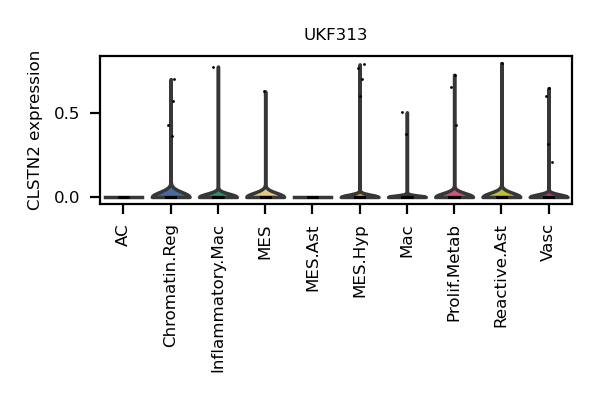 UKF313
CLSTN2 expression
0.5
0.0
AC
Chromatin.Reg
Inflammatory.Mac
MES
MES.Ast
MES.Hyp
Mac
Prolif.Metab
Reactive.Ast
Vasc